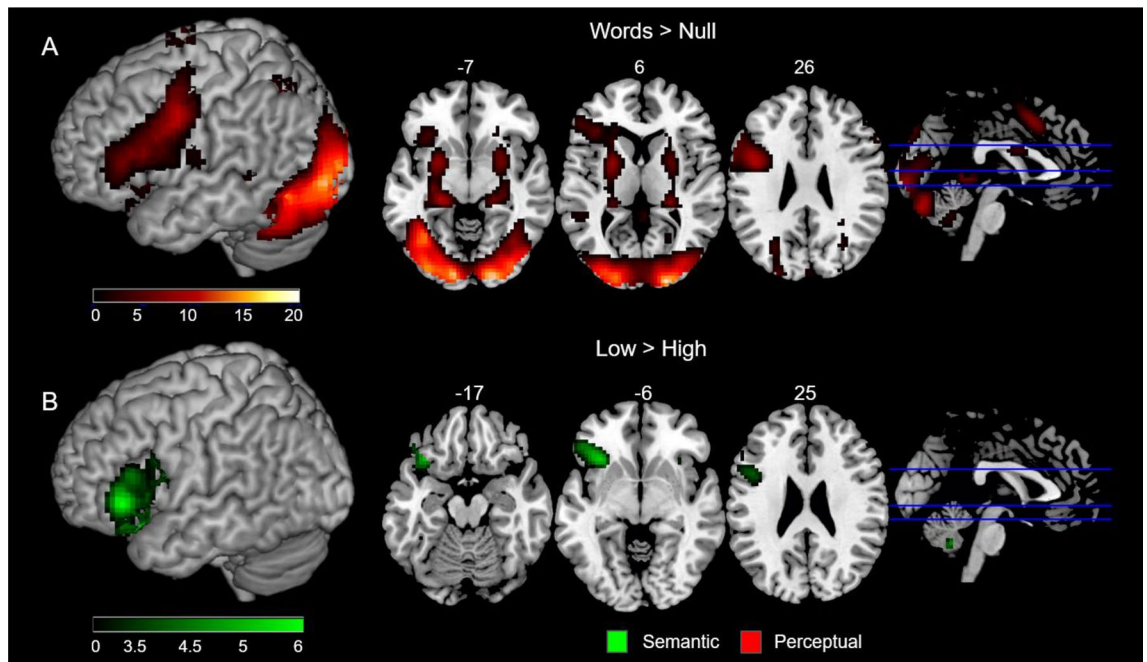 A
Words > Null
-7 6 26
0 5 10 15 20
B
Low > High
-17 -6 25
0 3.5 4.5 5 6
Semantic Perceptual